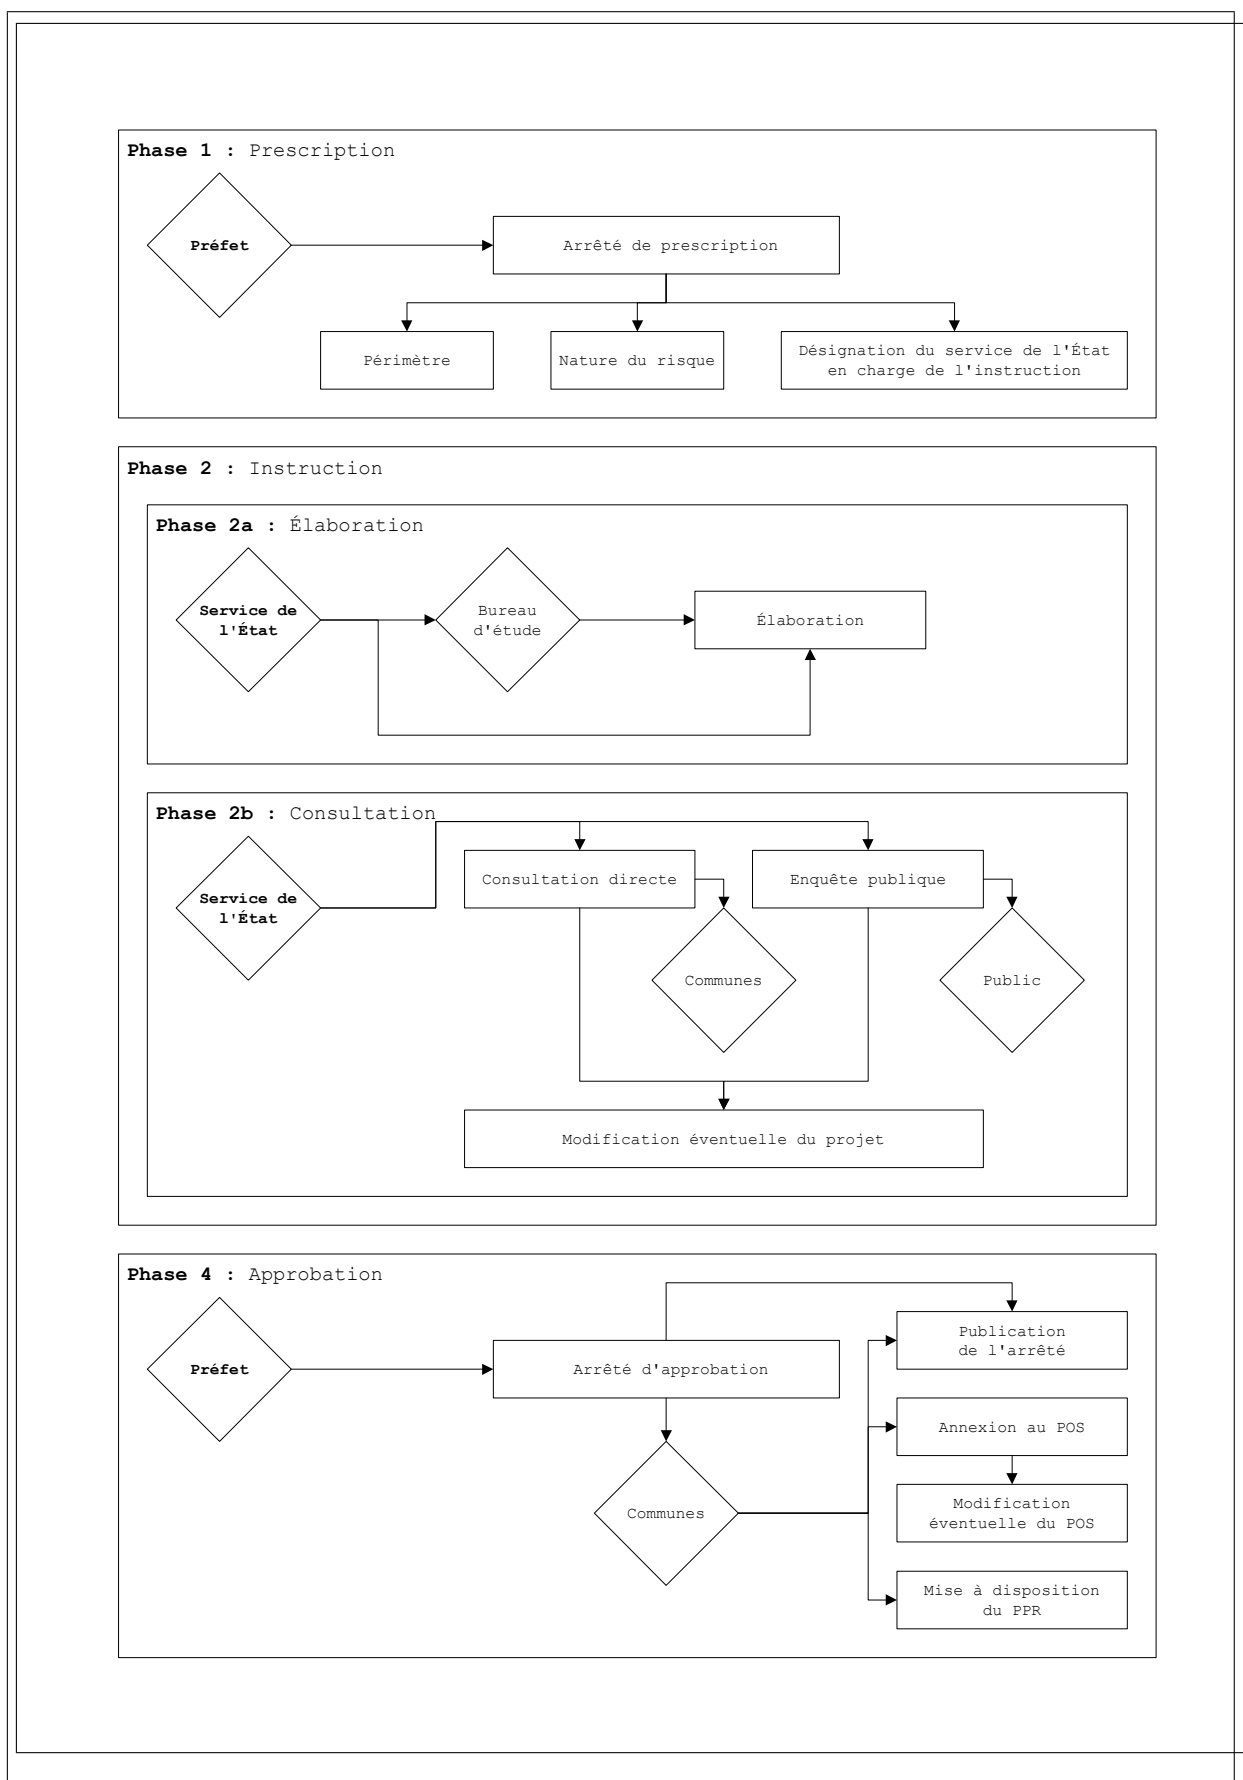 Phase 1 : Prescription
Préfet
Arrêté de prescription
Périmètre
Nature du risque
Désignation du service de l'État
en charge de l'instruction
Phase 2 : Instruction
Phase 2a : Élaboration
Service de
l'État
Bureau
d'étude
Élaboration
Phase 2b : Consultation
Consultation directe
Enquête publique
Service de
l'État
Communes
Public
Modification éventuelle du projet
Phase 4 : Approbation
Publication
de l'arrêté
Préfet
Arrêté d'approbation
Annexion au POS
Communes
Modification
éventuelle du POS
Mise à disposition
du PPR